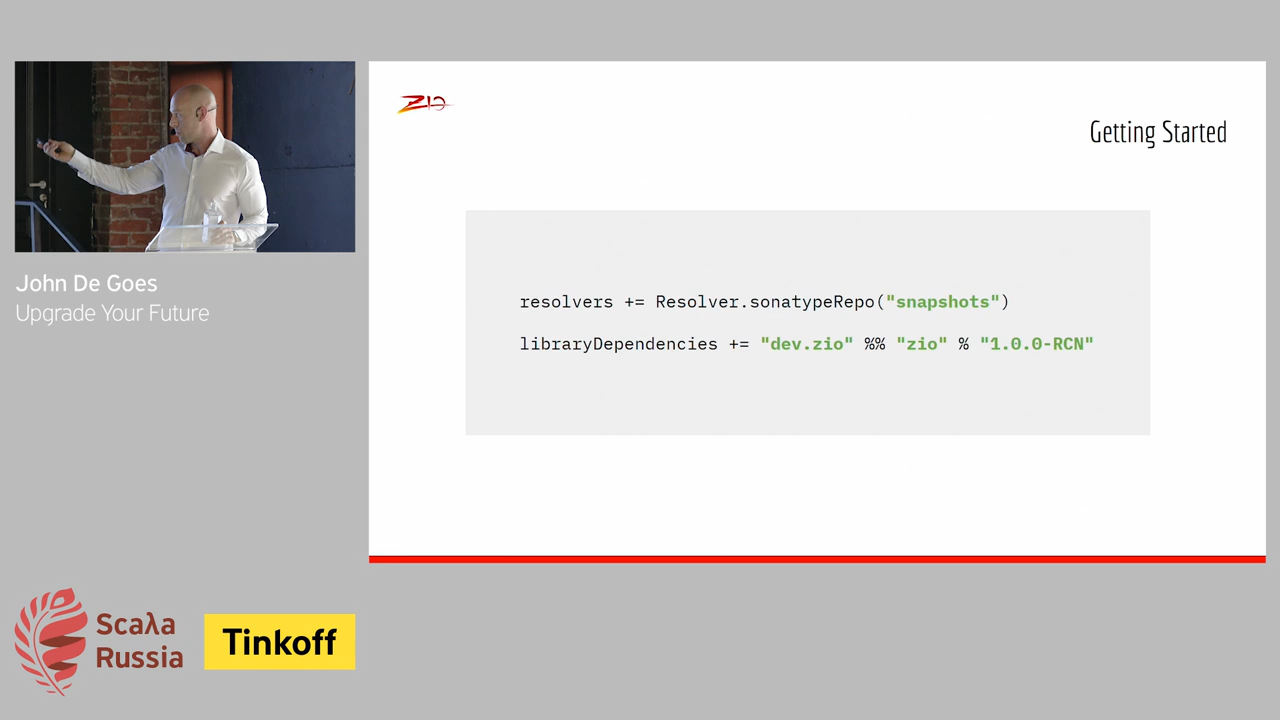 John De Goes
Upgrade Your Future
ZIO
Getting Started
resolvers += Resolver.sonatypeRepo("snapshots")
libraryDependencies += "dev.zio" %% "zio" % "1.0.0-RCN"
Scaλa
Russia
Tinkoff